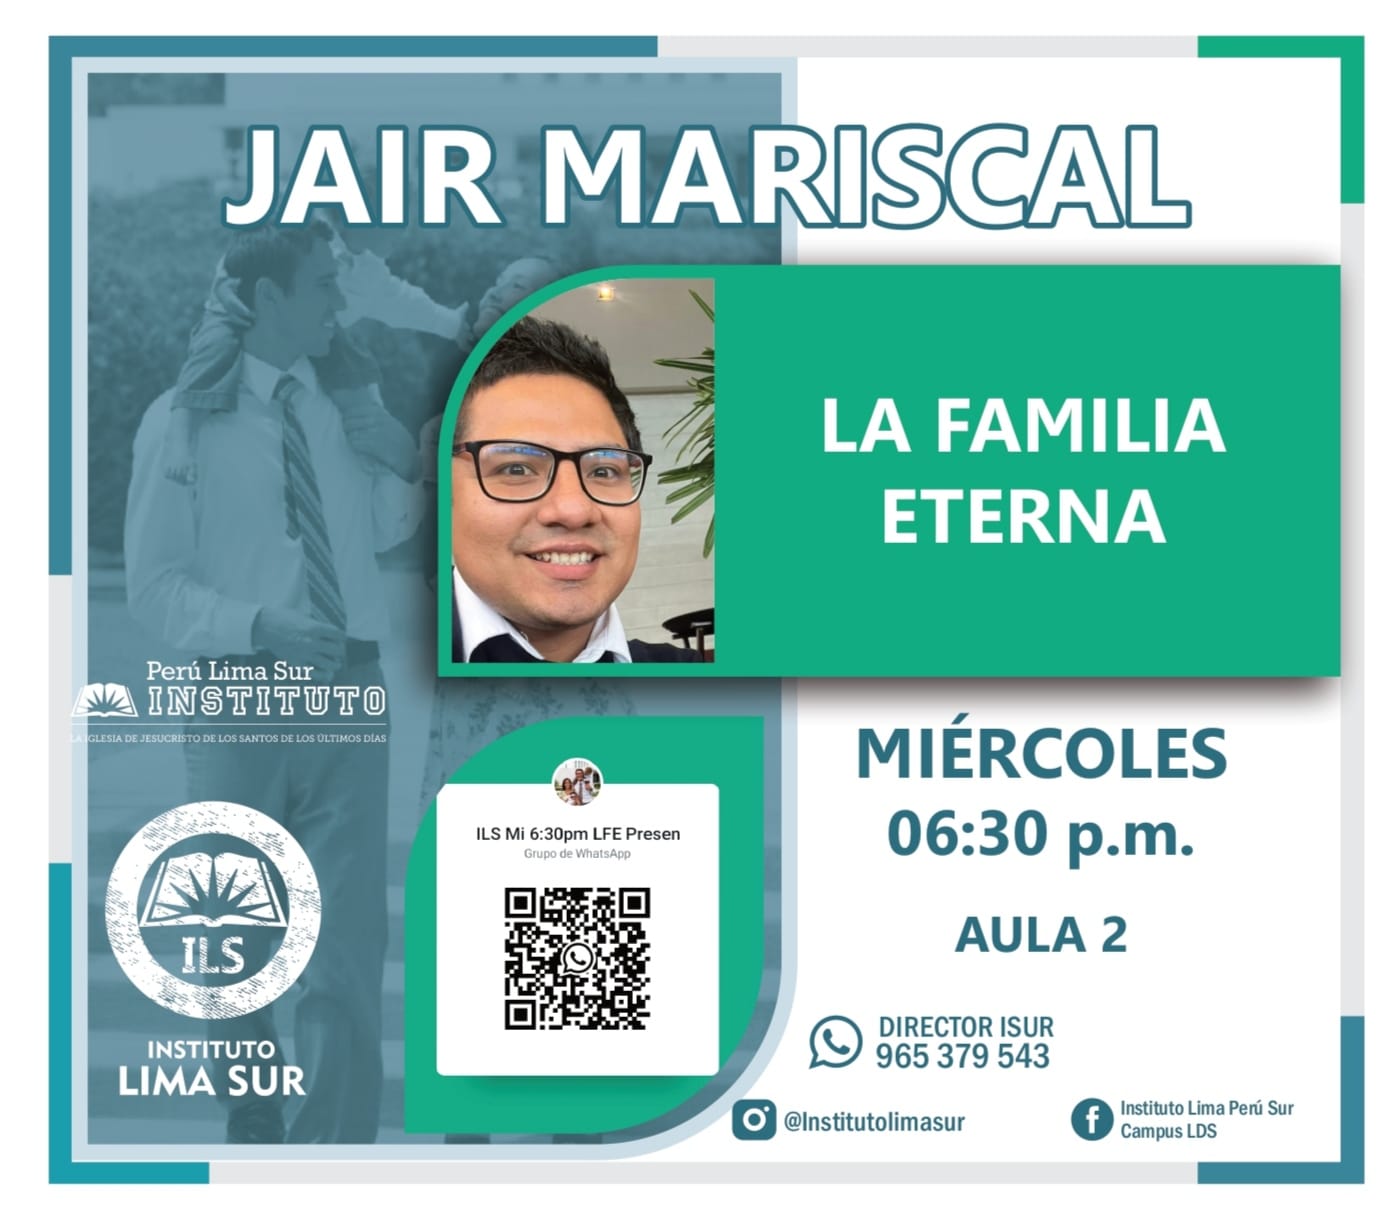 JAIR MARISCAL
LA FAMILIA
ETERNA
Perú Lima Sur
INSTITUTO
LA IGLESIA DE JESUCRISTO DE LOS SANTOS DE LOS ÚLTIMOS DÍAS
ILS
INSTITUTO
LIMA SUR
ILS Mi 6:30pm LFE Presen
Grupo de WhatsApp
MIÉRCOLES
06:30 p.m.
AULA 2
DIRECTOR ISUR
965 379 543
@Institutolimasur
Instituto Lima Perú Sur
Campus LDS